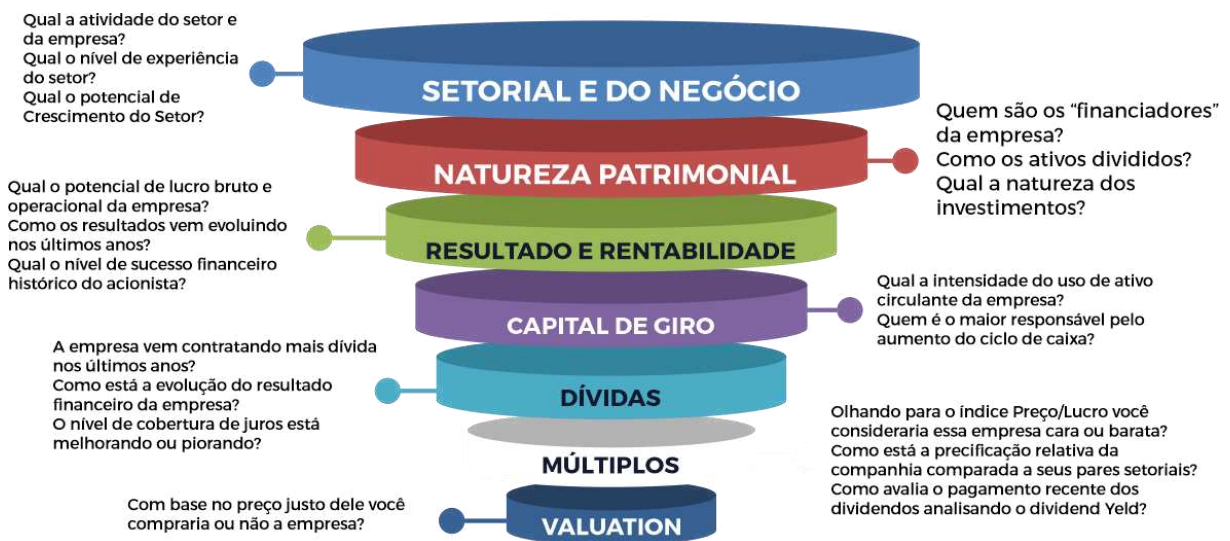 Qual a atividade do setor e
da empresa?
Qual o nível de experiência
do setor?
Qual o potencial de
Crescimento do Setor?
SETORIAL E DO NEGÓCIO
Quem são os “financiadores”
da empresa?
Como os ativos divididos?
Qual a natureza dos
investimentos?
NATUREZA PATRIMONIAL
Qual o potencial de lucro bruto e
operacional da empresa?
Como os resultados vem evoluindo
nos últimos anos?
Qual o nível de sucesso financeiro
histórico do acionista?
RESULTADO E RENTABILIDADE
Qual a intensidade do uso de ativo
circulante da empresa?
Quem é o maior responsável pelo
aumento do ciclo de caixa?
CAPITAL DE GIRO
A empresa vem contratando mais dívida
nos últimos anos?
Como está a evolução do resultado
financeiro da empresa?
O nível de cobertura de juros está
melhorando ou piorando?
DÍVIDAS
Olhando para o índice Preço/Lucro você
consideraria essa empresa cara ou barata?
Como está a precificação relativa da
companhia comparada a seus pares setoriais?
Como avalia o pagamento recente dos
dividendos analisando o dividend Yeld?
MÚLTIPLOS
Com base no preço justo dele você
compraria ou não a empresa?
VALUATION